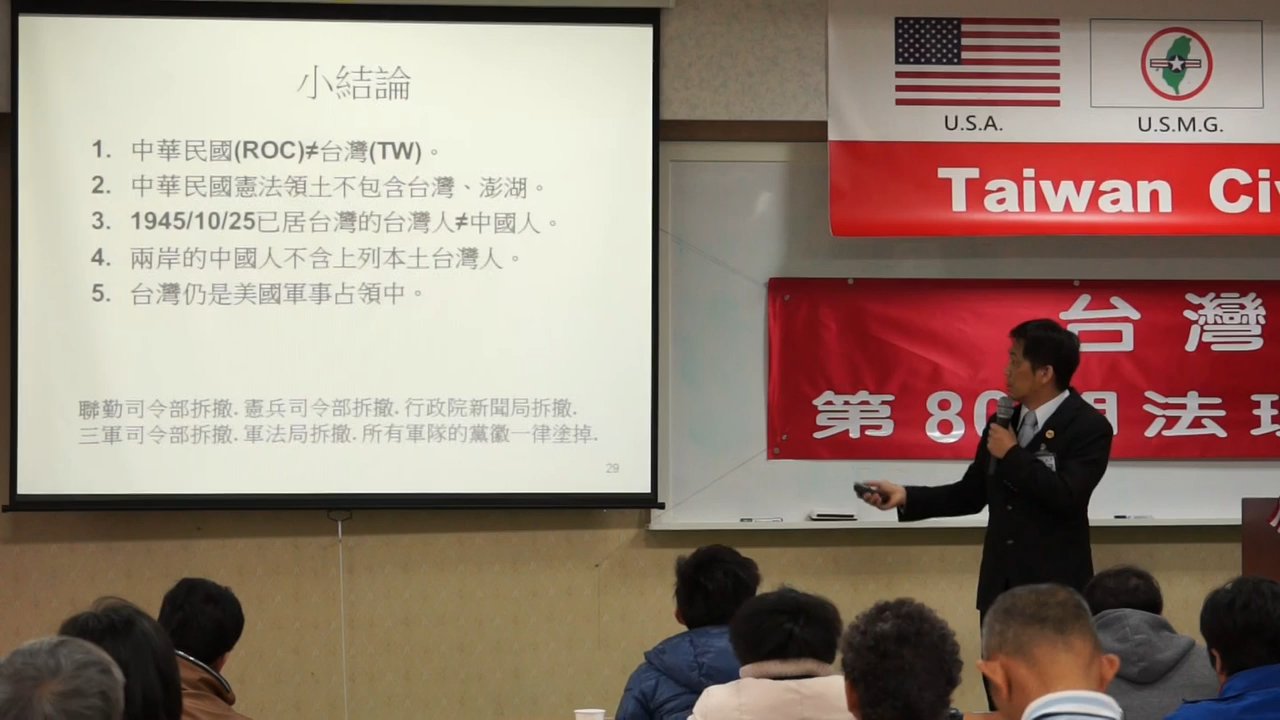 小結論
1. 中華民國(ROC)≠台灣(TW)。
2. 中華民國憲法領土不包含台灣、澎湖。
3. 1945/10/25已居台灣的台灣人≠中國人。
4. 兩岸的中國人不含上列本土台灣人。
5. 台灣仍是美國軍事占領中。
聯勤司令部拆撤.憲兵司令部拆撤.行政院新聞局拆撤.
三軍司令部拆撤.軍法局拆撤.所有軍隊的黨徽一律塗掉.
29
U.S.A.
U.S.M.G.
Taiwan
台灣
第80期法